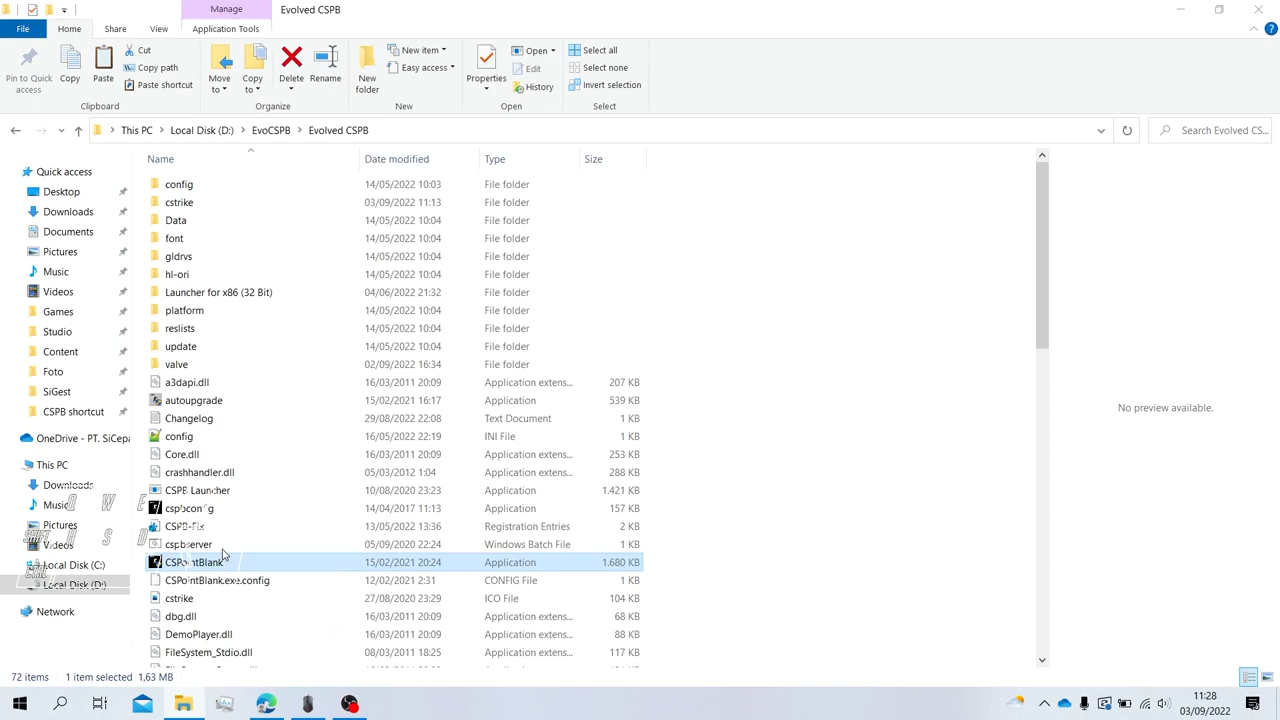 Manage
Evolved CSPB
File
Home
Share
View
Application Tools
Pin to Quick access
Copy
Paste
Cut
Copy path
Paste shortcut
Clipboard
Move to
Copy to
Delete
Rename
Organize
New folder
New item
Easy access
New
Properties
Open
Edit
History
Open
Select all
Select none
Invert selection
Select
This PC > Local Disk (D:) > EvoCSPB > Evolved CSPB
Search Evolved CS...
Name Date modified Type Size
Quick access
Desktop
Downloads
Documents
Pictures
Music
Videos
Games
Studio
Content
Foto
SiGest
CSPB shortcut
OneDrive - PT. SiCepa
This PC
Downloads
Music
Pictures
Videos
Local Disk (C:)
Local Disk (D:)
Network
Q W E
SHIFT A S D
CTRL
config 14/05/2022 10:03 File folder
cstrike 03/09/2022 11:13 File folder
Data 14/05/2022 10:04 File folder
font 14/05/2022 10:04 File folder
gldrvs 14/05/2022 10:04 File folder
hl-ori 14/05/2022 10:04 File folder
Launcher for x86 (32 Bit) 04/06/2022 21:32 File folder
platform 14/05/2022 10:04 File folder
reslists 14/05/2022 10:04 File folder
update 14/05/2022 10:04 File folder
valve 02/09/2022 16:34 File folder
a3dapi.dll 16/03/2011 20:09 Application extens... 207 KB
autoupgrade 15/02/2021 16:17 Application 539 KB
Changelog 29/08/2022 22:08 Text Document 1 KB
config 16/05/2022 22:19 INI File 1 KB
Core.dll 16/03/2011 20:09 Application extens... 253 KB
crashhandler.dll 05/03/2012 1:04 Application extens... 288 KB
CSPB Launcher 10/08/2020 23:23 Application 1.421 KB
cspbconfig 14/04/2017 11:13 Application 157 KB
CSPB-Fix 13/05/2022 13:36 Registration Entries 2 KB
cspbserver 05/09/2020 22:24 Windows Batch File 1 KB
CSPointBlank 15/02/2021 20:24 Application 1.680 KB
CSPointBlank.exe.config 12/02/2021 2:31 CONFIG File 1 KB
cstrike 27/08/2020 23:29 ICO File 104 KB
dbg.dll 16/03/2011 20:09 Application extens... 68 KB
DemoPlayer.dll 16/03/2011 20:09 Application extens... 88 KB
FileSystem_Stdio.dll 08/03/2011 18:25 Application extens... 117 KB
No preview available.
72 items 1 item selected 1,63 MB
11:28
03/09/2022